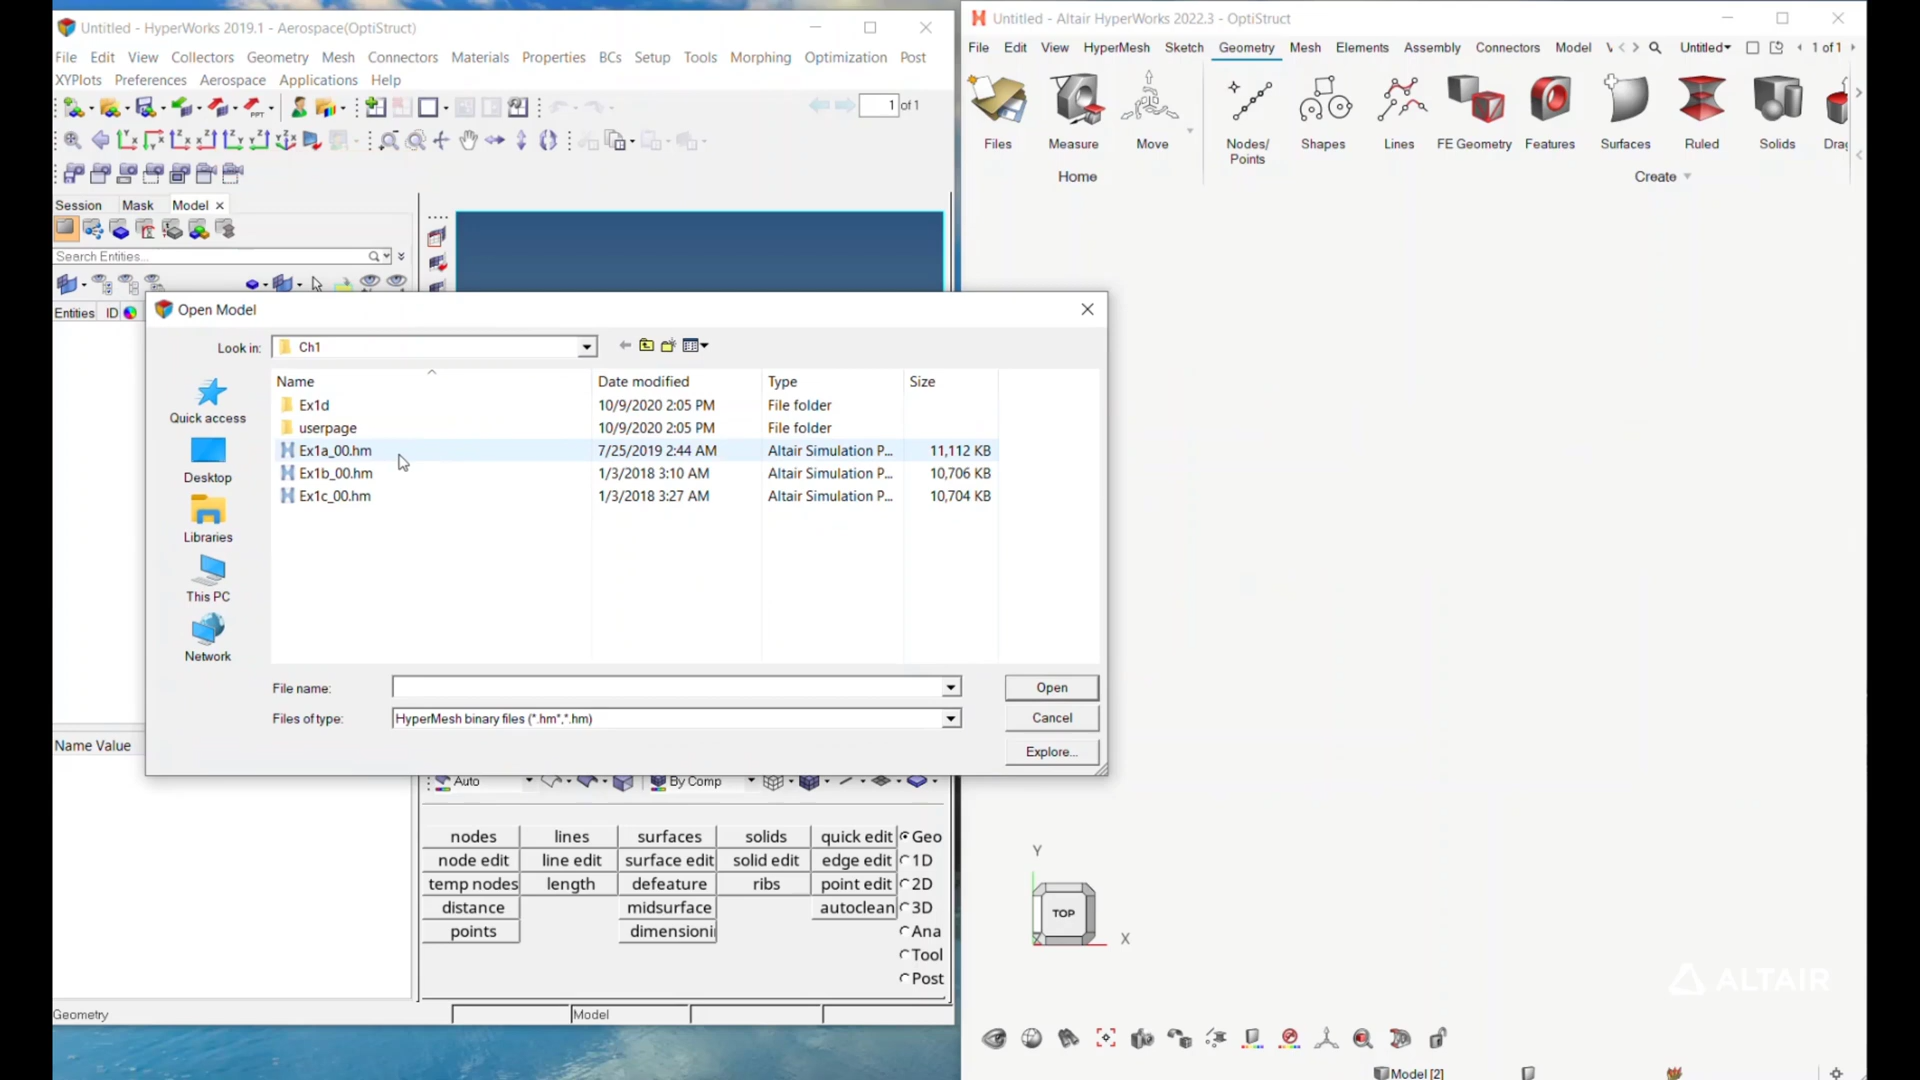 Untitled - HyperWorks 2019.1 - Aerospace(OptiStruct)
File Edit View Collectors Geometry Mesh Connectors Materials Properties BCs Setup Tools Morphing Optimization Post
XYPlots Preferences Aerospace Applications Help
1 of 1
Session Mask Model
Search Entities...
Entities ID
Open Model
Look in: Ch1
Name Date modified Type Size
Ex1d 10/9/2020 2:05 PM File folder
userpage 10/9/2020 2:05 PM File folder
Ex1a_00.hm 7/25/2019 2:44 AM Altair Simulation P... 11,112 KB
Ex1b_00.hm 1/3/2018 3:10 AM Altair Simulation P... 10,706 KB
Ex1c_00.hm 1/3/2018 3:27 AM Altair Simulation P... 10,704 KB
Quick access
Desktop
Libraries
This PC
Network
File name: Open
Files of type: HyperMesh binary files (*.hm*,*.hm) Cancel
Explore...
Name Value
Auto By Comp
nodes lines surfaces solids quick edit Geo
node edit line edit surface edit solid edit edge edit 1D
temp nodes length defeature ribs point edit 2D
distance midsurface autoclean 3D
points dimensioni Ana
Tool
Post
Geometry Model
Untitled - Altair HyperWorks 2022.3 - OptiStruct
File Edit View HyperMesh Sketch Geometry Mesh Elements Assembly Connectors Model Untitled 1 of 1
Files Measure Move Nodes/ Shapes Lines FE Geometry Features Surfaces Ruled Solids Drag
Points
Home Create
Y
TOP
X
ALTAIR
Model [2]